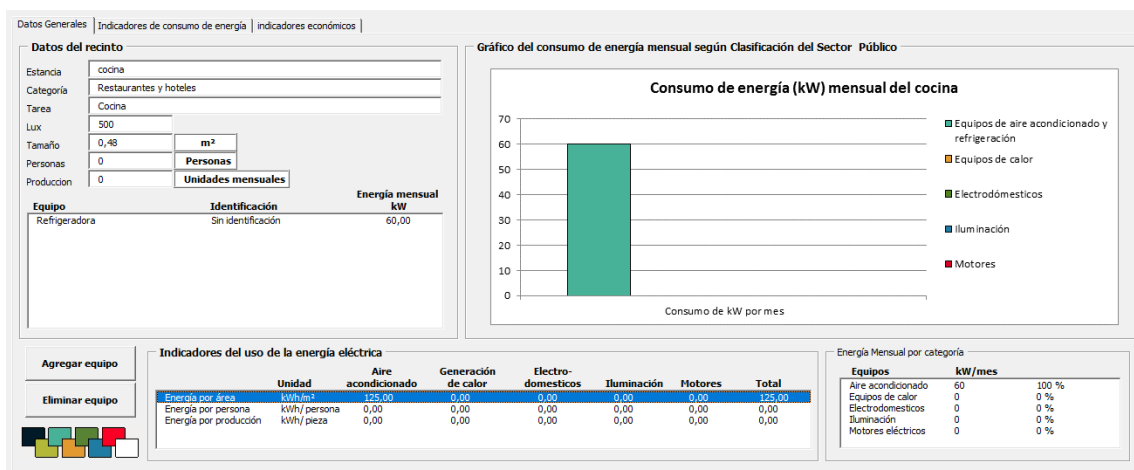 Datos Generales | Indicadores de consumo de energía | indicadores económicos
Datos del recinto
Estancia cocina
Categoría Restaurantes y hoteles
Tarea Cocina
Lux 500
Tamaño 0,48 m²
Personas 0 Personas
Produccion 0 Unidades mensuales
Equipo Identificación Energía mensual kW
Refrigeradora Sin identificación 60,00
Gráfico del consumo de energía mensual según Clasificación del Sector Público
Consumo de energía (kW) mensual del cocina
70
60
50
40
30
20
10
0
Consumo de kW por mes
Equipos de aire acondicionado y
refrigeración
Equipos de calor
Electrodómesticos
Iluminación
Motores
Agregar equipo
Eliminar equipo
Indicadores del uso de la energía eléctrica
Unidad Aire acondicionado Generación de calor Electro-domesticos Iluminación Motores Total
Energía por área kWh/m² 125,00 0,00 0,00 0,00 0,00 125,00
Energía por persona kWh/ persona 0,00 0,00 0,00 0,00 0,00 0,00
Energía por producción kWh/ pieza 0,00 0,00 0,00 0,00 0,00 0,00
Energía Mensual por categoría
Equipos kW/mes
Aire acondicionado 60 100 %
Equipos de calor 0 0 %
Electrodomesticos 0 0 %
Iluminación 0 0 %
Motores eléctricos 0 0 %